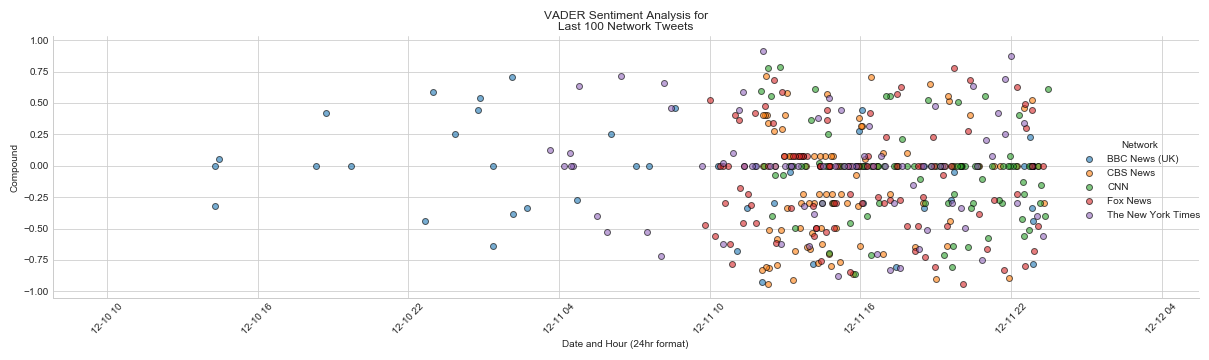 VADER Sentiment Analysis for
Last 100 Network Tweets
1.00
0.75
0.50
0.25
0.00
−0.25
−0.50
−0.75
−1.00
Compound
12-10 10
12-10 16
12-10 22
12-11 04
12-11 10
12-11 16
12-11 22
12-12 04
Date and Hour (24hr format)
Network
BBC News (UK)
CBS News
CNN
Fox News
The New York Times